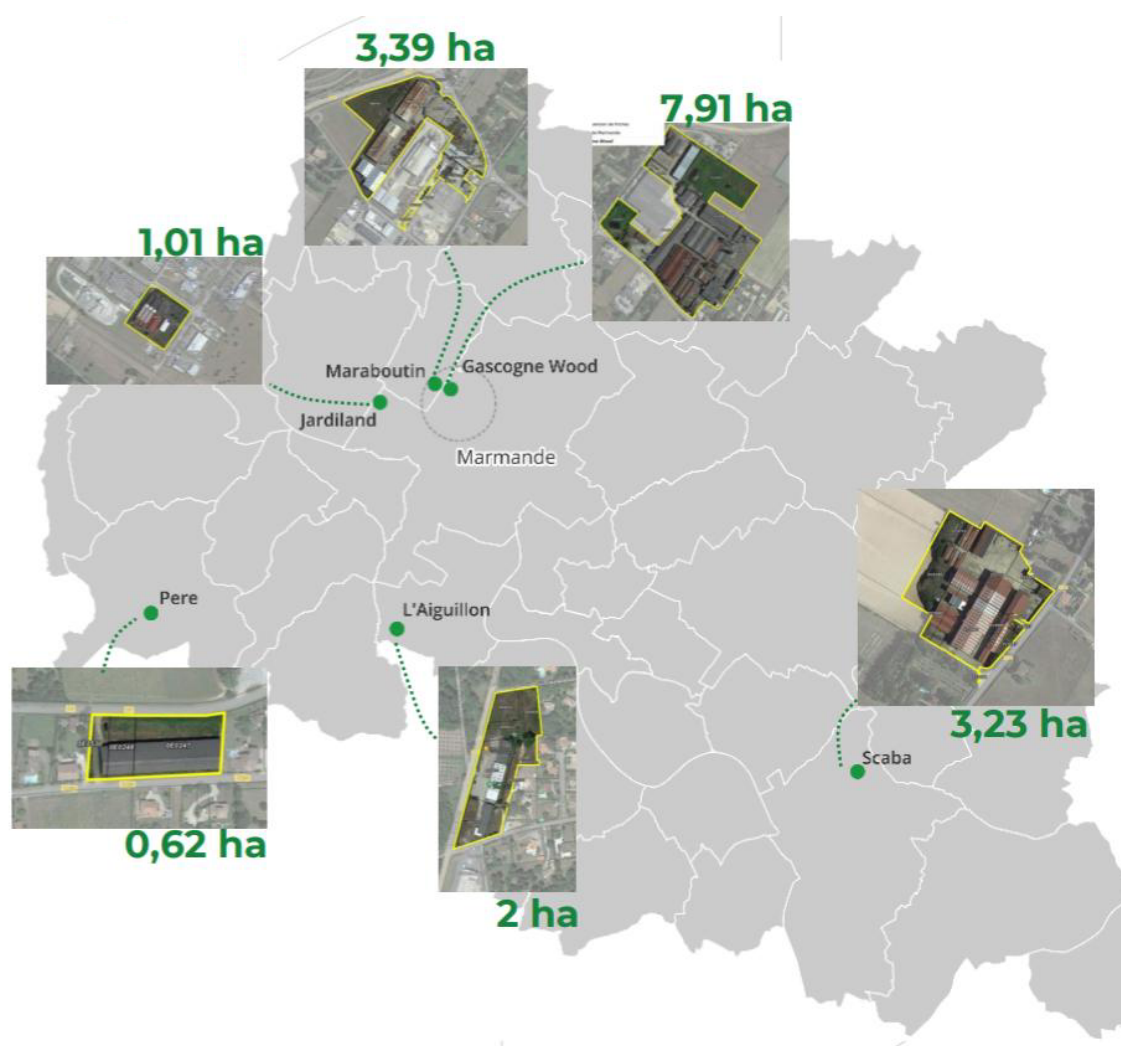 3,39 ha
7,91 ha
1,01 ha
Maraboutin
Gascogne Wood
Jardiland
Marmande
Pere
L'Aiguillon
3,23 ha
Scaba
0,62 ha
2 ha